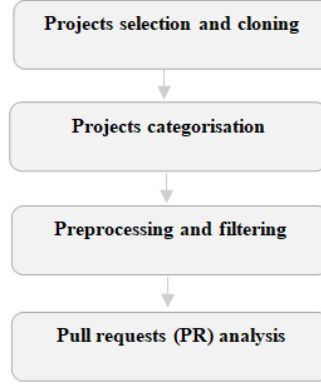 Projects selection and cloning
Projects categorisation
Preprocessing and filtering
Pull requests (PR) analysis